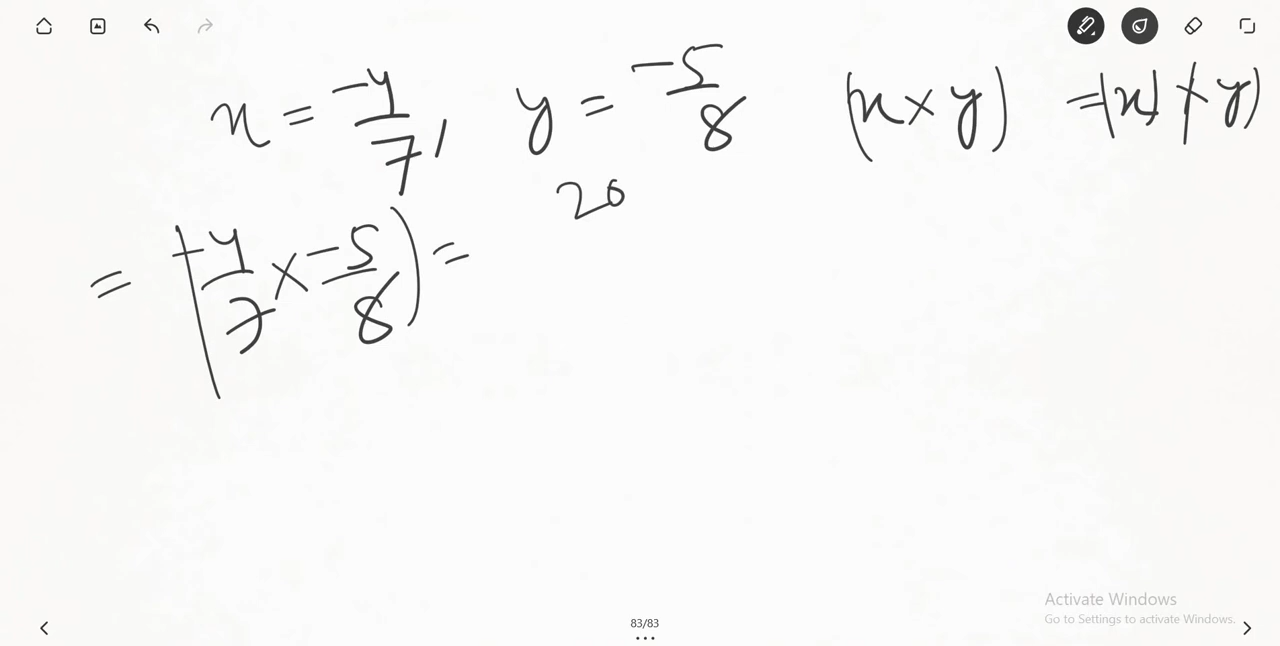 x = -4/7, y = -5/8 |x × y| = |x| × |y|
20
= |-4/7 × -5/8| =
Activate Windows
Go to Settings to activate Windows.
83/83